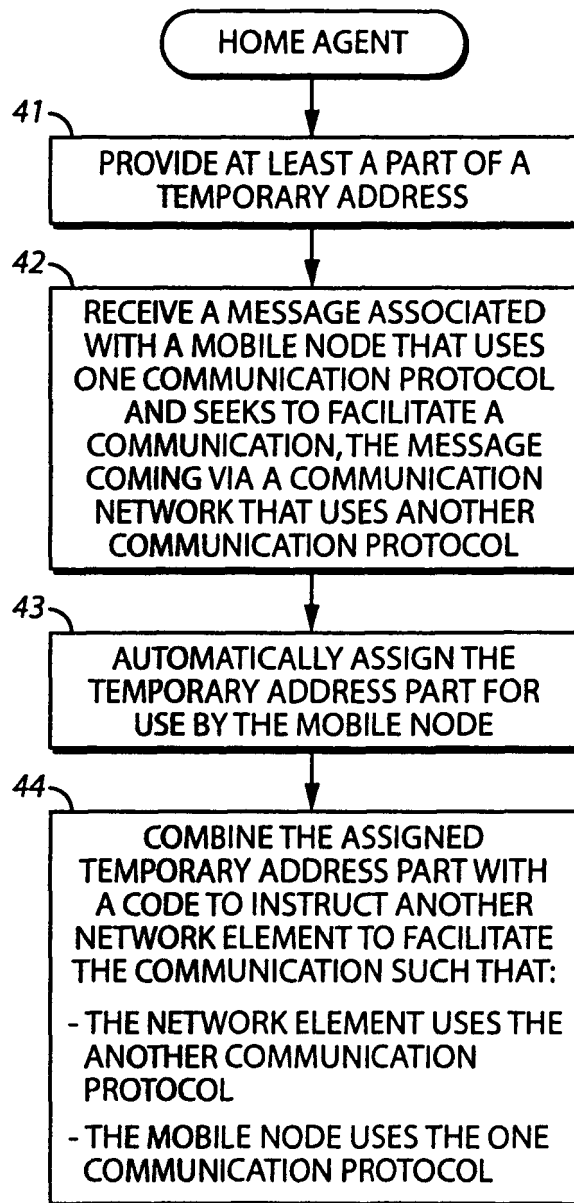 HOME AGENT
41
PROVIDE AT LEAST A PART OF A
TEMPORARY ADDRESS
42
RECEIVE A MESSAGE ASSOCIATED
WITH A MOBILE NODE THAT USES
ONE COMMUNICATION PROTOCOL
AND SEEKS TO FACILITATE A
COMMUNICATION, THE MESSAGE
COMING VIA A COMMUNICATION
NETWORK THAT USES ANOTHER
COMMUNICATION PROTOCOL
43
AUTOMATICALLY ASSIGN THE
TEMPORARY ADDRESS PART FOR
USE BY THE MOBILE NODE
44
COMBINE THE ASSIGNED
TEMPORARY ADDRESS PART WITH
A CODE TO INSTRUCT ANOTHER
NETWORK ELEMENT TO FACILITATE
THE COMMUNICATION SUCH THAT:
- THE NETWORK ELEMENT USES THE
ANOTHER COMMUNICATION
PROTOCOL
- THE MOBILE NODE USES THE ONE
COMMUNICATION PROTOCOL